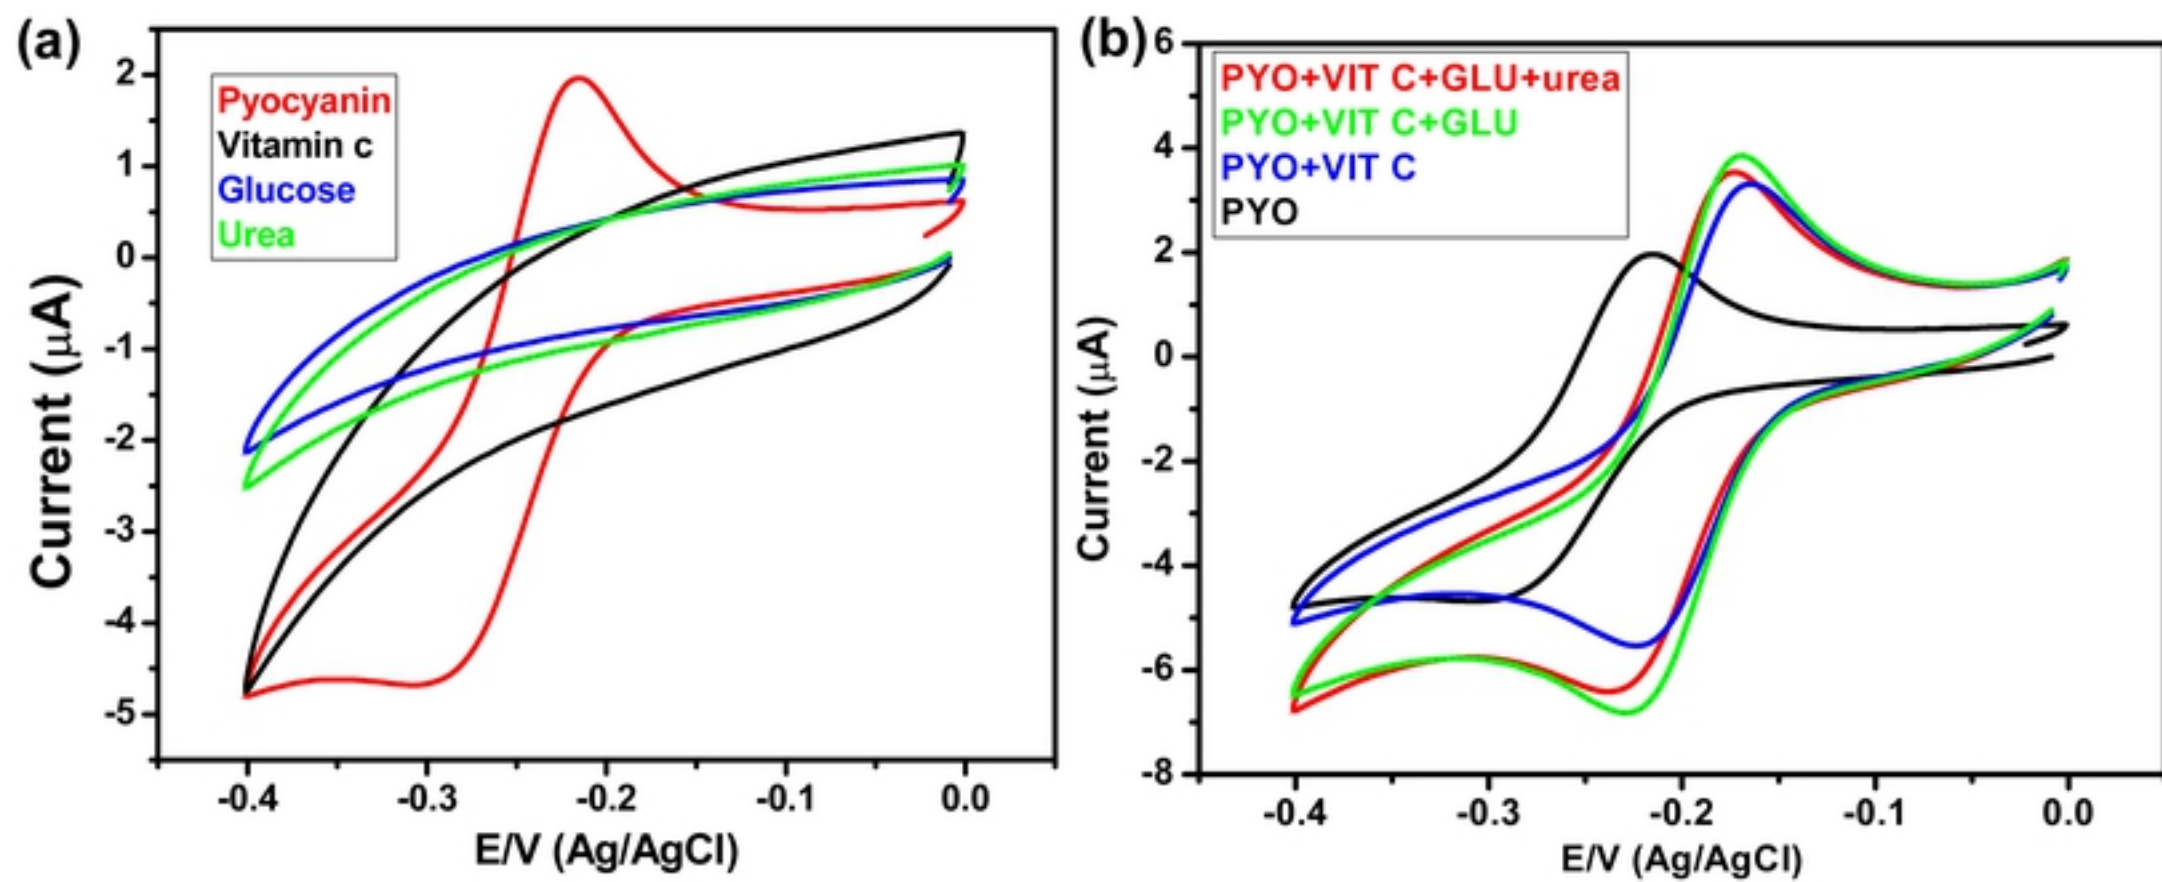 (a)
Pyocyanin
Vitamin c
Glucose
Urea
2
1
0
-1
-2
-3
-4
-5
Current (μA)
-0.4 -0.3 -0.2 -0.1 0.0
E/V (Ag/AgCl)
(b)
PYO+VIT C+GLU+urea
PYO+VIT C+GLU
PYO+VIT C
PYO
6
4
2
0
-2
-4
-6
-8
Current (μA)
-0.4 -0.3 -0.2 -0.1 0.0
E/V (Ag/AgCl)